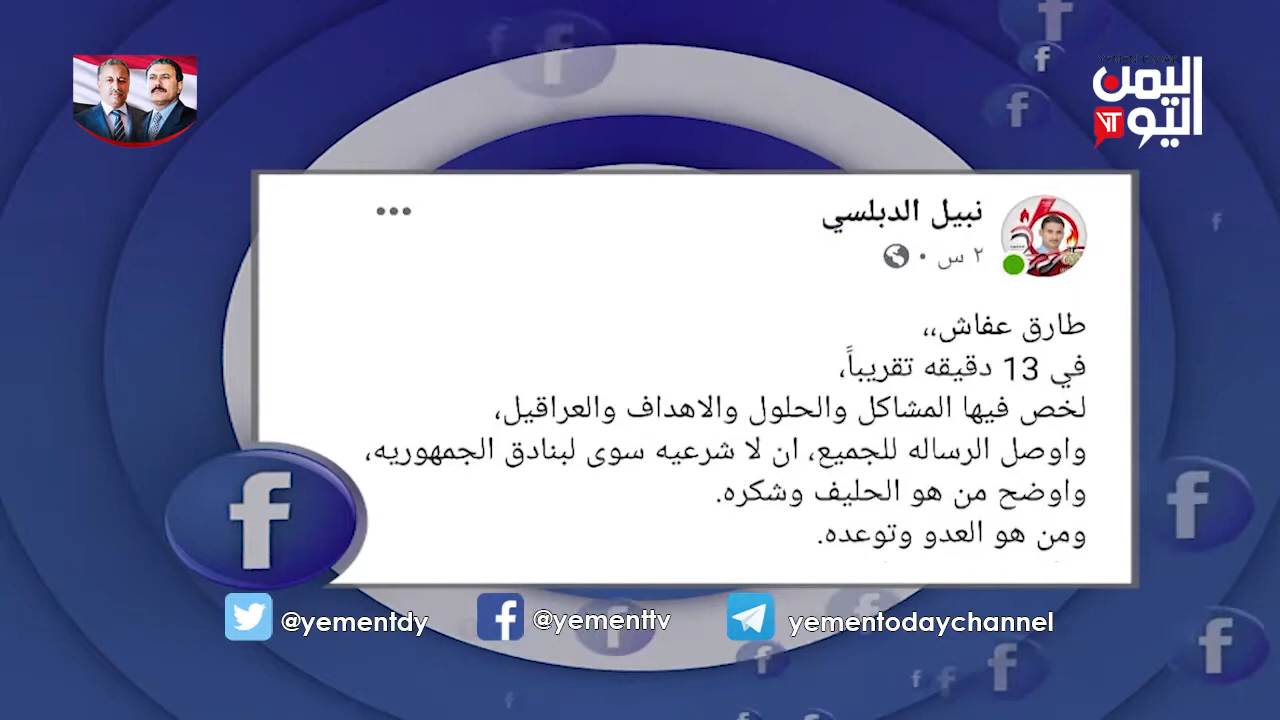 اليمن
اليوم
YT
نبيل الدبلسي
٢ س
طارق عفاش،،
في 13 دقيقه تقريباً،
لخص فيها المشاكل والحلول والاهداف والعراقيل،
واوصل الرساله للجميع، ان لا شرعيه سوى لبنادق الجمهوريه،
واوضح من هو الحليف وشكره.
ومن هو العدو وتوعده.
@yementdy @yementtv yementodaychannel